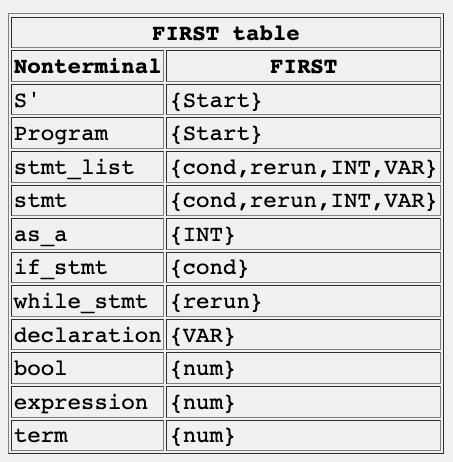 FIRST table
Nonterminal FIRST
S' {Start}
Program {Start}
stmt_list {cond,rerun,INT,VAR}
stmt {cond,rerun,INT,VAR}
as_a {INT}
if_stmt {cond}
while_stmt {rerun}
declaration {VAR}
bool {num}
expression {num}
term {num}